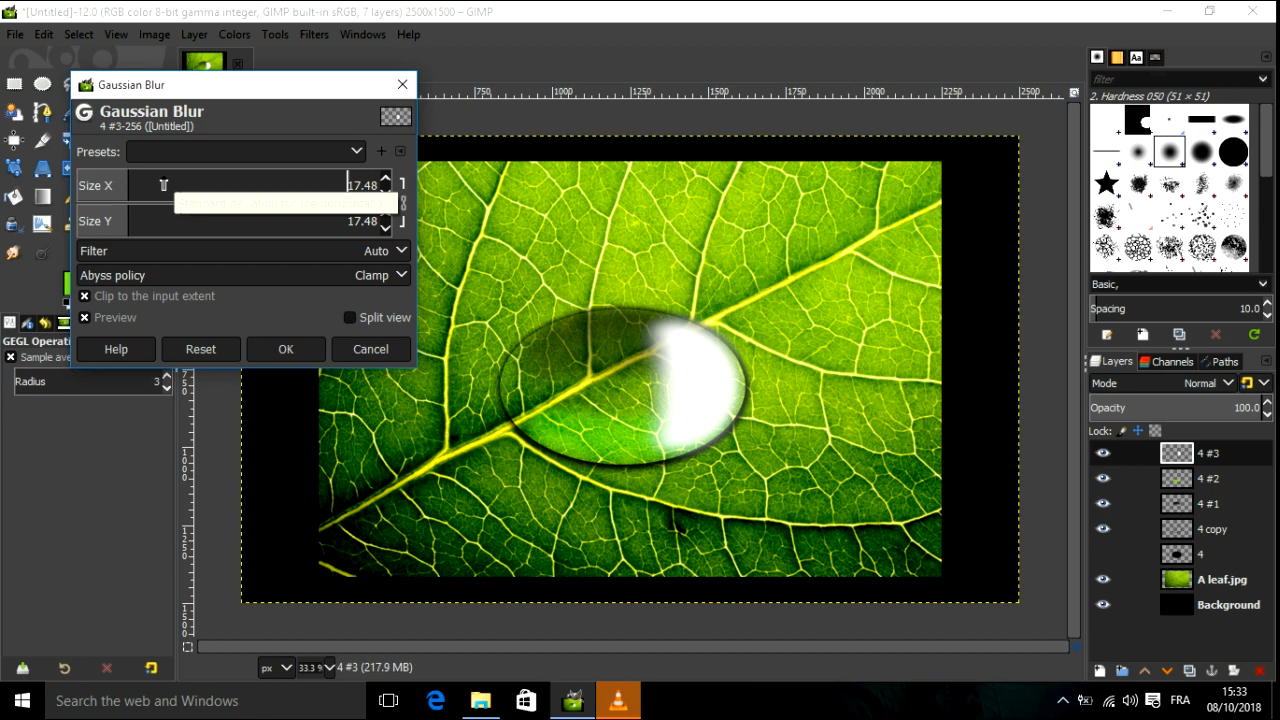 *[Untitled]-12.0 (RGB color 8-bit gamma integer, GIMP built-in sRGB, 7 layers) 2500x1500 – GIMP
File Edit Select View Image Layer Colors Tools Filters Windows Help
Gaussian Blur
Gaussian Blur
4 #3-256 ([Untitled])
Presets:
Size X 17.48
Size Y 17.48
Filter Auto
Abyss policy Clamp
Clip to the input extent
Preview Split view
Help Reset OK Cancel
GEGL Operati
Sample ave
Radius 3
750 1000 1250 1500 1750 2000 2250 2500
750
1000
1250
1500
px 33.3 % 4 #3 (217.9 MB)
filter
2. Hardness 050 (51 × 51)
Basic,
Spacing 10.0
Layers Channels Paths
Mode Normal
Opacity 100.0
Lock:
4 #3
4 #2
4 #1
4 copy
4
A leaf.jpg
Background
Search the web and Windows
FRA
15:33
08/10/2018